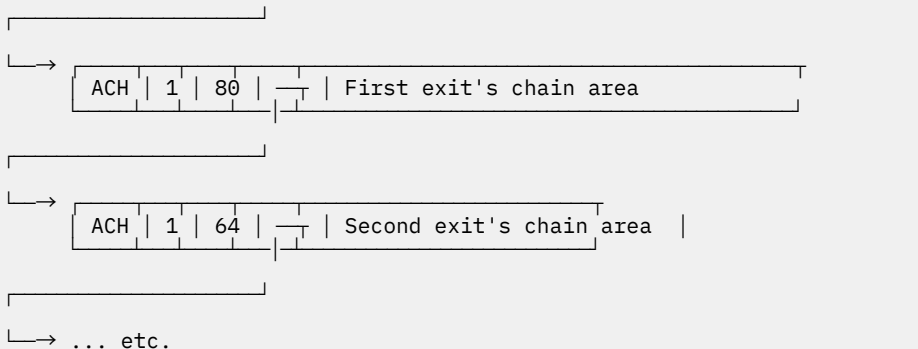 ACH 1 80 First exit's chain area
ACH 1 64 Second exit's chain area
... etc.